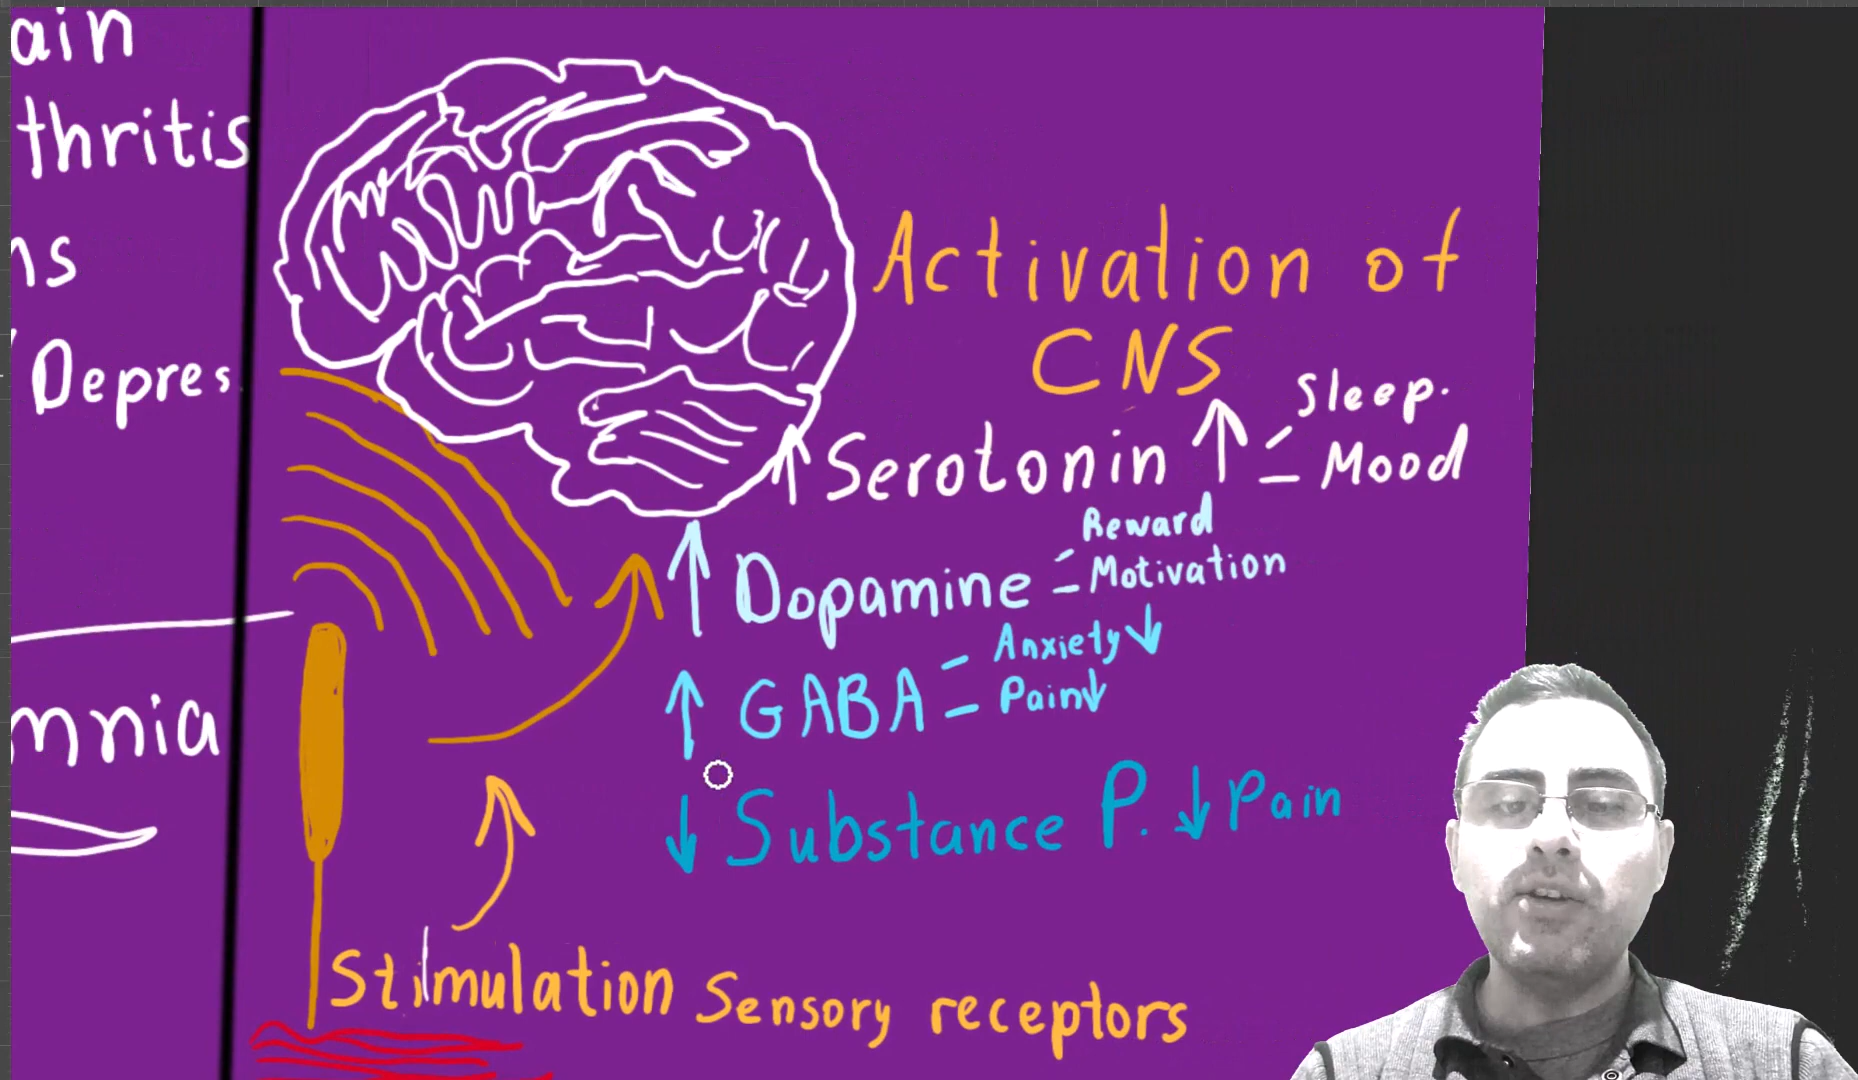 ain
thritis
ns
Depres.
mnia
Activation of
CNS
↑ Serotonin ↑ = Sleep.
Mood
↑ Dopamine = Reward
Motivation
↑ GABA = Anxiety ↓
Pain ↓
↓ Substance P. ↓ Pain
Stimulation Sensory receptors